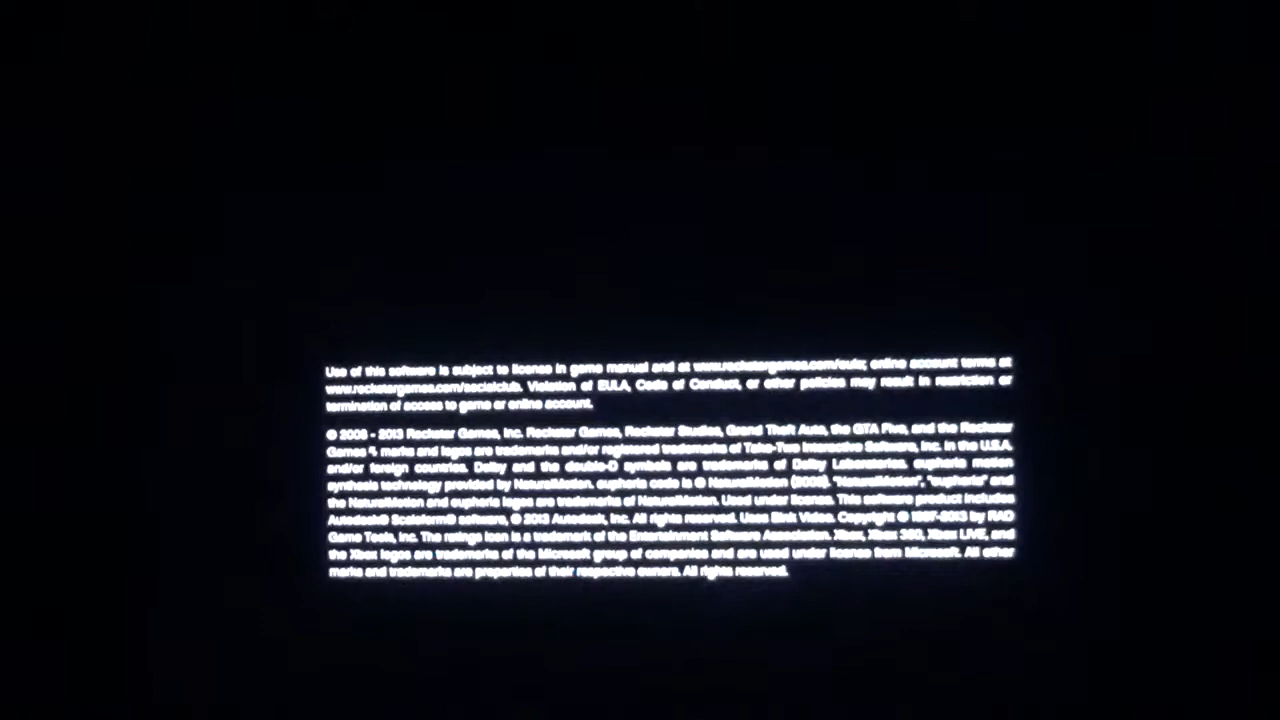 Use of this software is subject to license in game manual and at www.rockstargames.com/eula; online account terms at
www.rockstargames.com/socialclub. Violation of EULA, Code of Conduct, or other policies may result in restriction or
termination of access to game or online account.
© 2008 - 2013 Rockstar Games, Inc. Rockstar Games, Rockstar Studios, Grand Theft Auto, the GTA Five, and the Rockstar
Games marks and logos are trademarks and/or registered trademarks of Take-Two Interactive Software, Inc. in the U.S.A.
and/or foreign countries. Dolby and the double-D symbols are trademarks of Dolby Laboratories. euphoria motion
synthesis technology provided by NaturalMotion. euphoria code is © NaturalMotion (2008). "NaturalMotion", "euphoria" and
the NaturalMotion and euphoria logos are trademarks of NaturalMotion. Used under license. This software product includes
Autodesk® Scaleform® software, © 2013 Autodesk, Inc. All rights reserved. Uses Bink Video. Copyright © 1997-2013 by RAD
Game Tools, Inc. The ratings icon is a trademark of the Entertainment Software Association. Xbox, Xbox 360, Xbox LIVE, and
the Xbox logos are trademarks of the Microsoft group of companies and are used under license from Microsoft. All other
marks and trademarks are properties of their respective owners. All rights reserved.